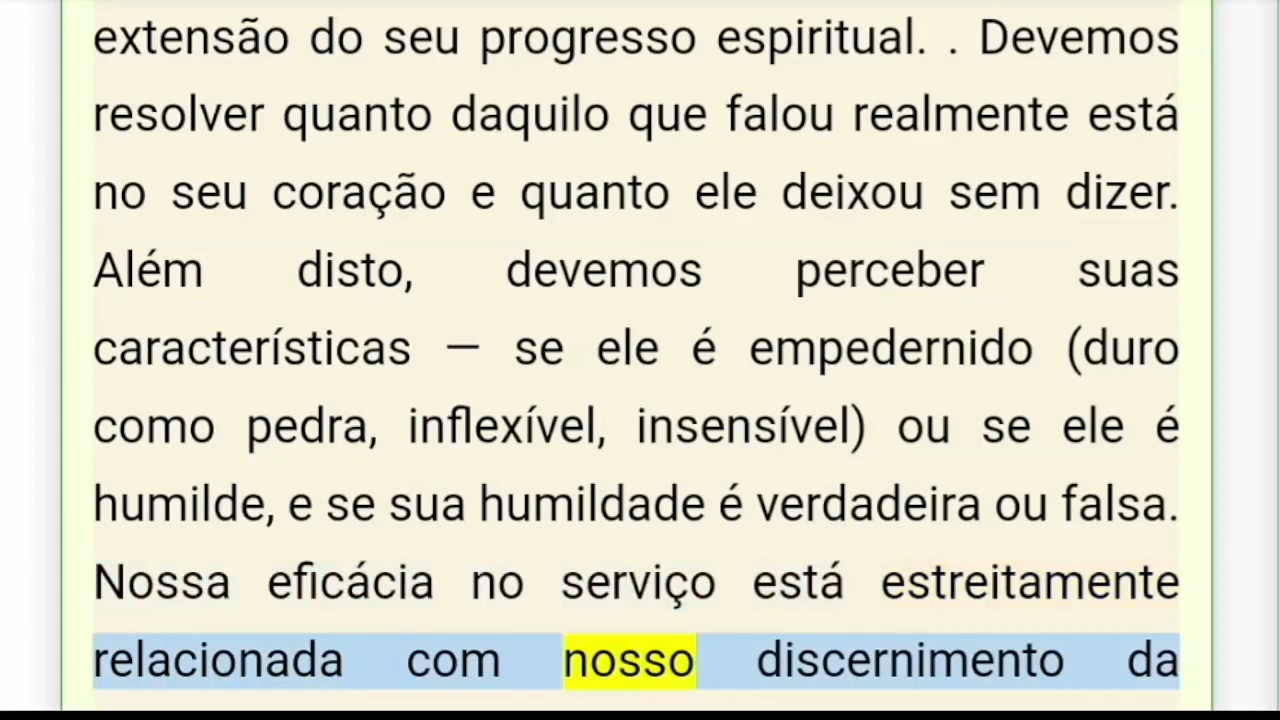 extensão do seu progresso espiritual. . Devemos
resolver quanto daquilo que falou realmente está
no seu coração e quanto ele deixou sem dizer.
Além disto, devemos perceber suas
características — se ele é empedernido (duro
como pedra, inflexível, insensível) ou se ele é
humilde, e se sua humildade é verdadeira ou falsa.
Nossa eficácia no serviço está estreitamente
relacionada com nosso discernimento da